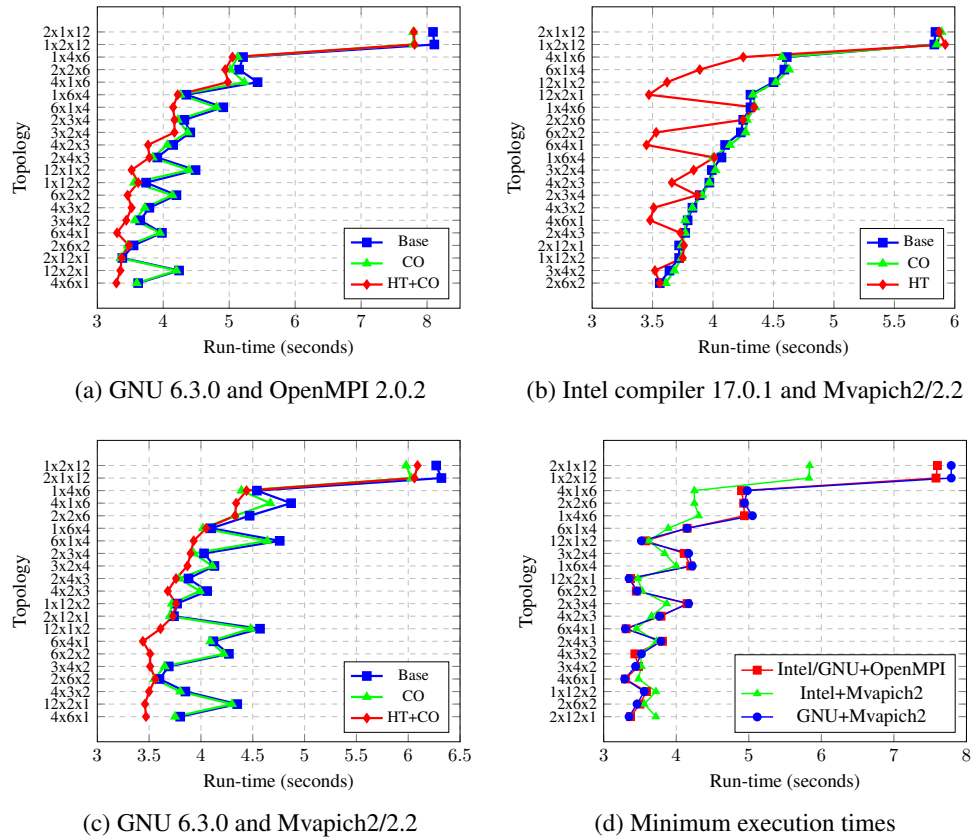 2x1x12
1x2x12
1x4x6
2x2x6
4x1x6
1x6x4
6x1x4
2x3x4
3x2x4
4x2x3
2x4x3
12x1x2
1x12x2
6x2x2
4x3x2
3x4x2
6x4x1
2x6x2
2x12x1
12x2x1
4x6x1
Topology
Base
CO
HT+CO
3 4 5 6 7 8
Run-time (seconds)
(a) GNU 6.3.0 and OpenMPI 2.0.2
2x1x12
1x2x12
4x1x6
6x1x4
12x1x2
12x2x1
1x4x6
2x2x6
6x2x2
6x4x1
1x6x4
3x2x4
4x2x3
2x3x4
4x3x2
4x6x1
2x4x3
2x12x1
1x12x2
3x4x2
2x6x2
Topology
Base
CO
HT
3 3.5 4 4.5 5 5.5 6
Run-time (seconds)
(b) Intel compiler 17.0.1 and Mvapich2/2.2
1x2x12
2x1x12
1x4x6
4x1x6
2x2x6
1x6x4
6x1x4
2x3x4
3x2x4
2x4x3
4x2x3
1x12x2
2x12x1
12x1x2
6x4x1
6x2x2
3x4x2
2x6x2
4x3x2
12x2x1
4x6x1
Topology
Base
CO
HT+CO
3 3.5 4 4.5 5 5.5 6 6.5
Run-time (seconds)
(c) GNU 6.3.0 and Mvapich2/2.2
2x1x12
1x2x12
4x1x6
2x2x6
1x4x6
6x1x4
12x1x2
3x2x4
1x6x4
12x2x1
6x2x2
2x3x4
4x2x3
6x4x1
2x4x3
4x3x2
3x4x2
4x6x1
1x12x2
2x6x2
2x12x1
Topology
Intel/GNU+OpenMPI
Intel+Mvapich2
GNU+Mvapich2
3 4 5 6 7 8
Run-time (seconds)
(d) Minimum execution times